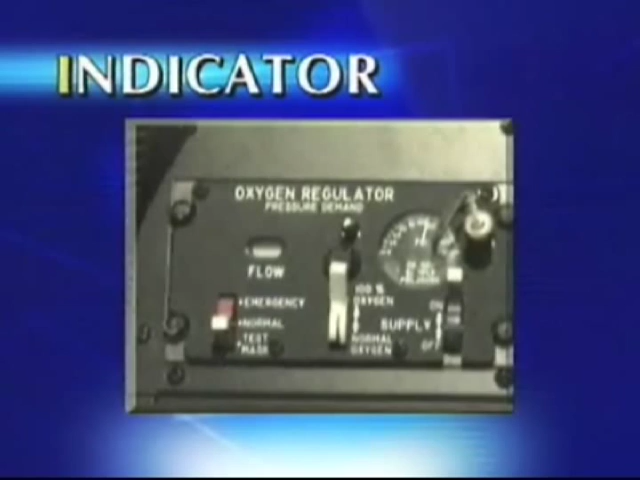 INDICATOR
OXYGEN REGULATOR
PRESSURE DEMAND
FLOW
EMERGENCY
NORMAL
TEST
MASK
100 %
OXYGEN
NORMAL
OXYGEN
ON
SUPPLY
OFF